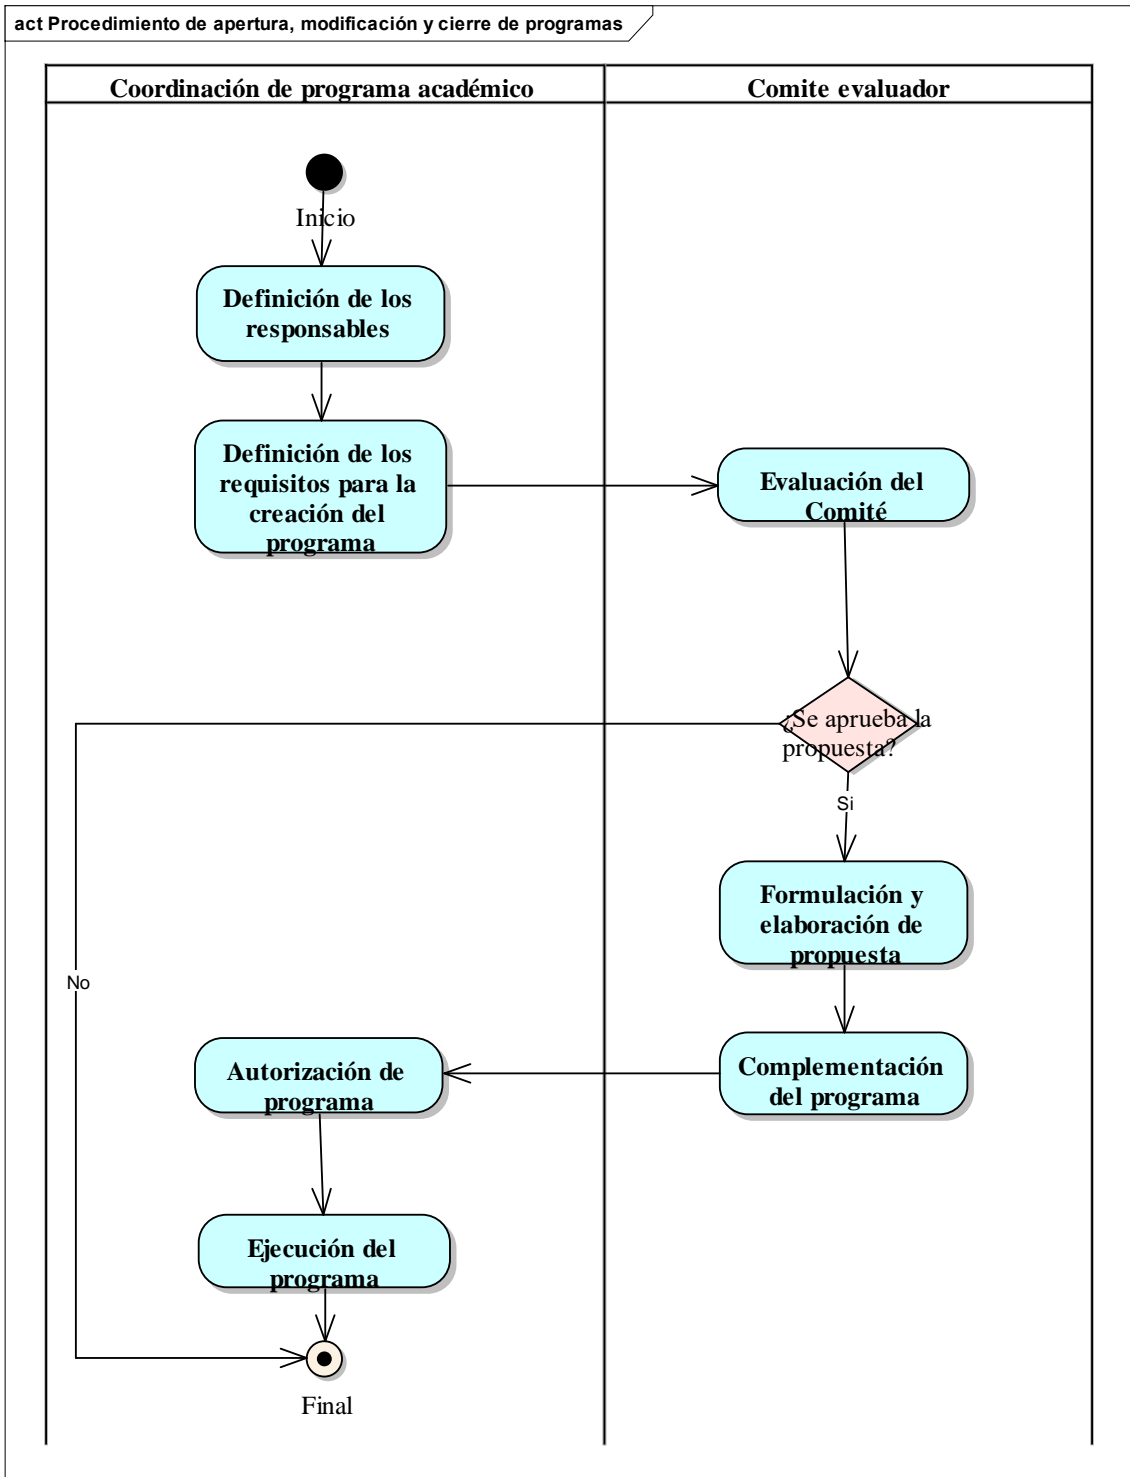 act Procedimiento de apertura, modificación y cierre de programas
Coordinación de programa académico
Comite evaluador
Inicio
Definición de los
responsables
Definición de los
requisitos para la
creación del
programa
Evaluación del
Comité
¿Se aprueba la
propuesta?
Si
Formulación y
elaboración de
propuesta
No
Autorización de
programa
Complementación
del programa
Ejecución del
programa
Final